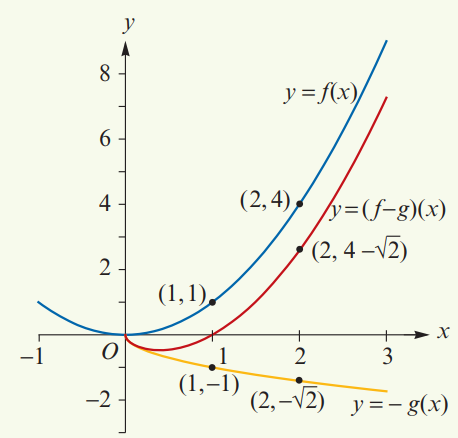 y
8
y = f(x)
6
(2, 4)
4
y = (f–g)(x)
(2, 4 –√2)
2
(1, 1)
x
–1
O
1
2
3
(1, –1)
(2, –√2)
y = – g(x)
–2